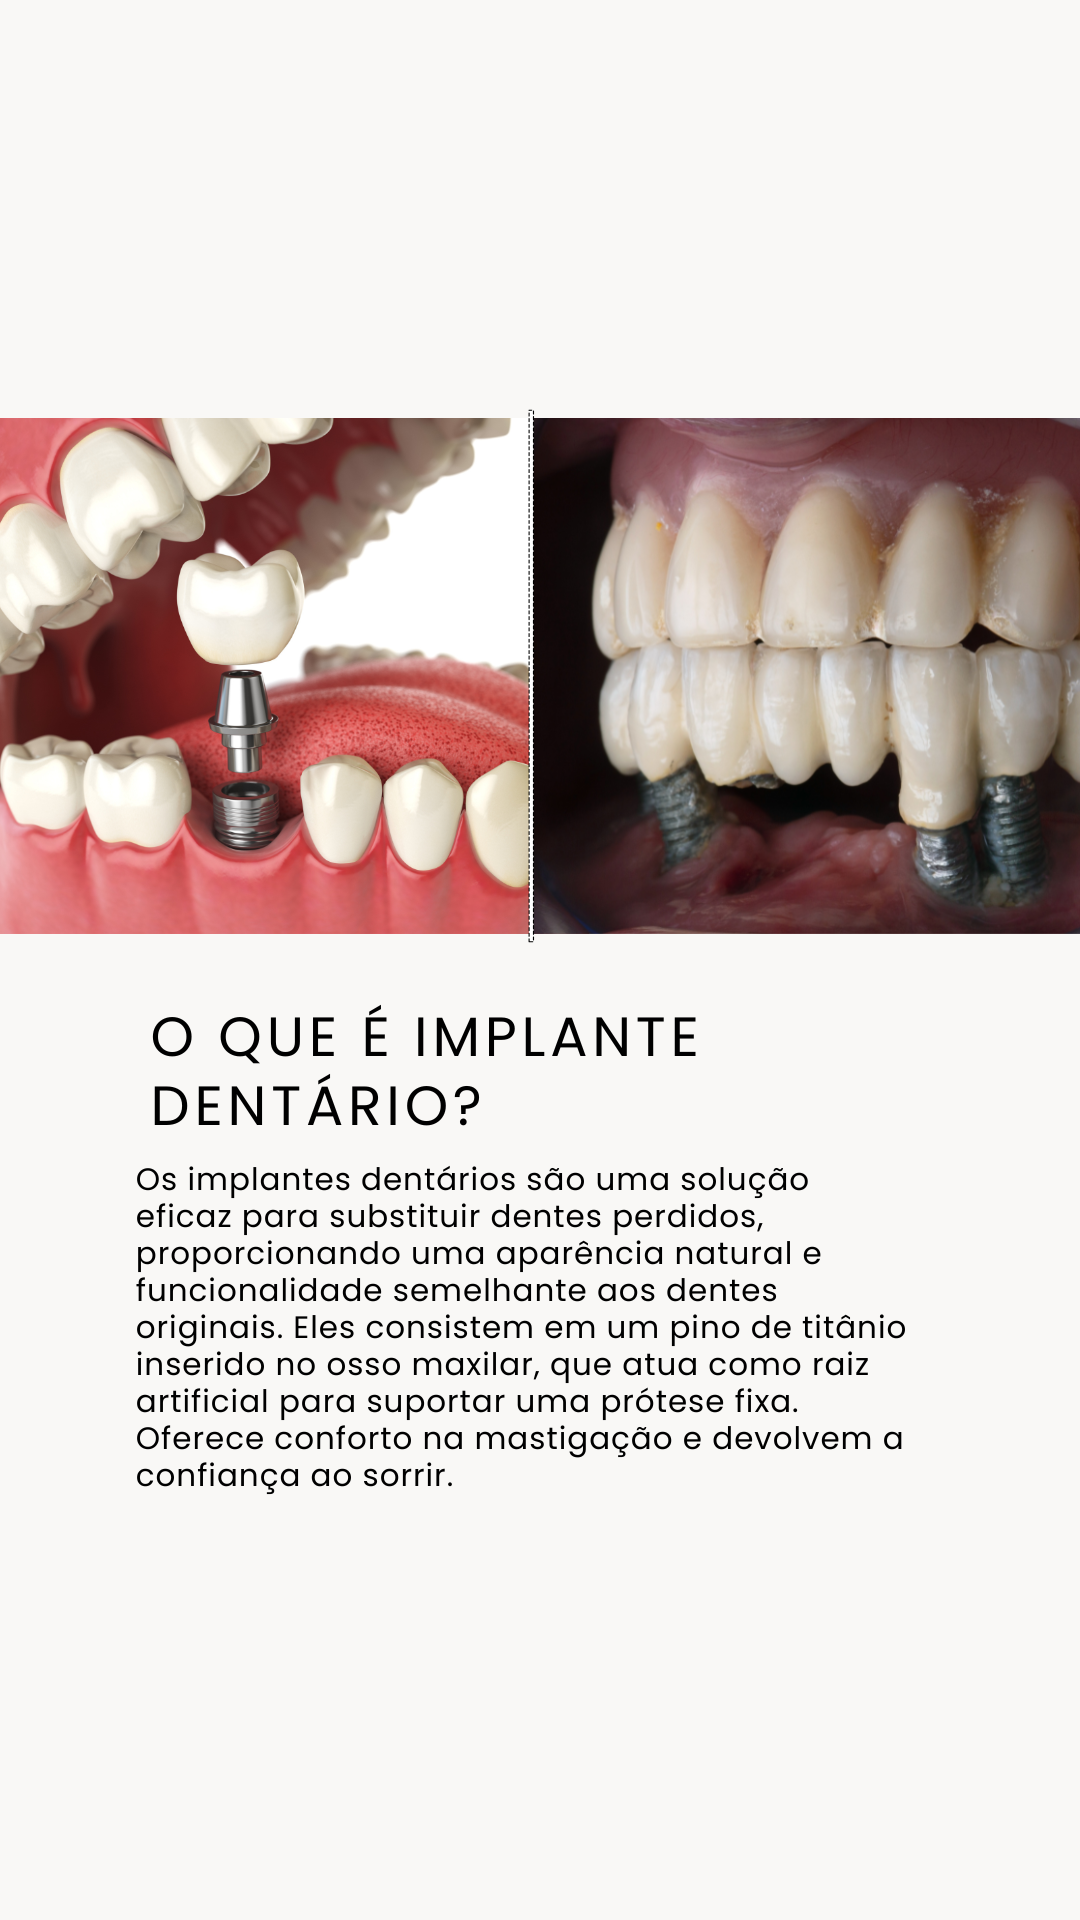 O QUE É IMPLANTE
DENTÁRIO?
Os implantes dentários são uma solução
eficaz para substituir dentes perdidos,
proporcionando uma aparência natural e
funcionalidade semelhante aos dentes
originais. Eles consistem em um pino de titânio
inserido no osso maxilar, que atua como raiz
artificial para suportar uma prótese fixa.
Oferece conforto na mastigação e devolvem a
confiança ao sorrir.